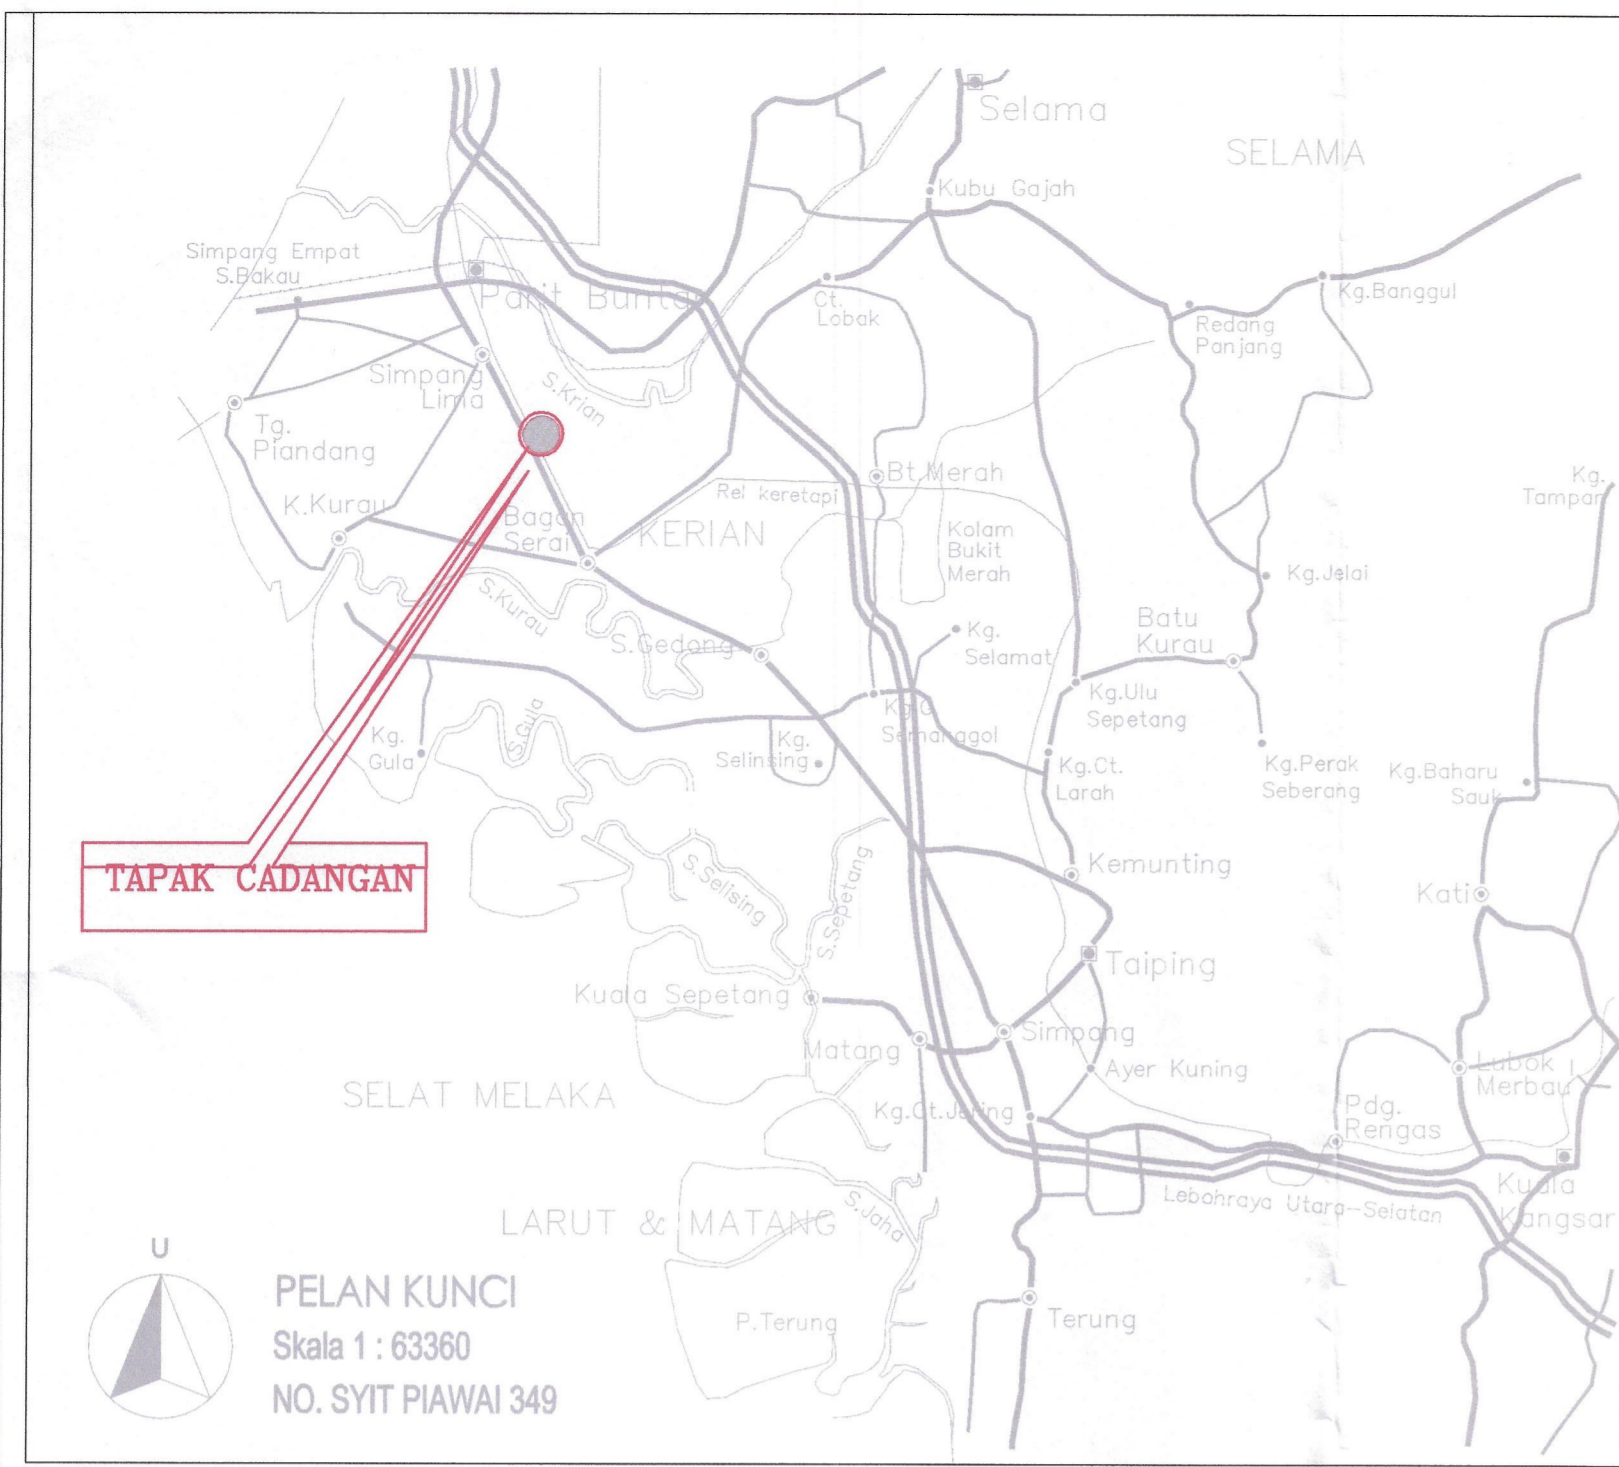 Selama
SELAMA
Kubu Gajah
Simpang Empat
S.Bakau
Parit Buntar
Ct.
Lobak
Kg.Banggul
Redang
Panjang
Simpang
Lima
S.Krian
Tg.
Piandang
Bt.Merah
Rel keretapi
Kg.
Tampan
K.Kurau
Bagan
Serai
KERIAN
Kolam
Bukit
Merah
Kg.Jelai
S.Kurau
Batu
Kurau
S.Gedong
Kg.
Selamat
Kg.Ulu
Sepetang
S.Gula
Kg.G
Semanggol
Kg.
Gula
Kg.
Selinsing
Kg.Ct.
Larah
Kg.Perak
Seberang
Kg.Baharu
Sauk
TAPAK CADANGAN
S.Selising
S.Sepetang
Kemunting
Kati
Taiping
Kuala Sepetang
Simpang
Matang
Ayer Kuning
Lubok
Merbau
SELAT MELAKA
Kg.Ct.Jering
Pdg.
Rengas
Kuala
Kangsar
Lebohraya Utara-Selatan
S.Jaha
LARUT & MATANG
U
PELAN KUNCI
Skala 1 : 63360
NO. SYIT PIAWAI 349
P.Terung
Terung